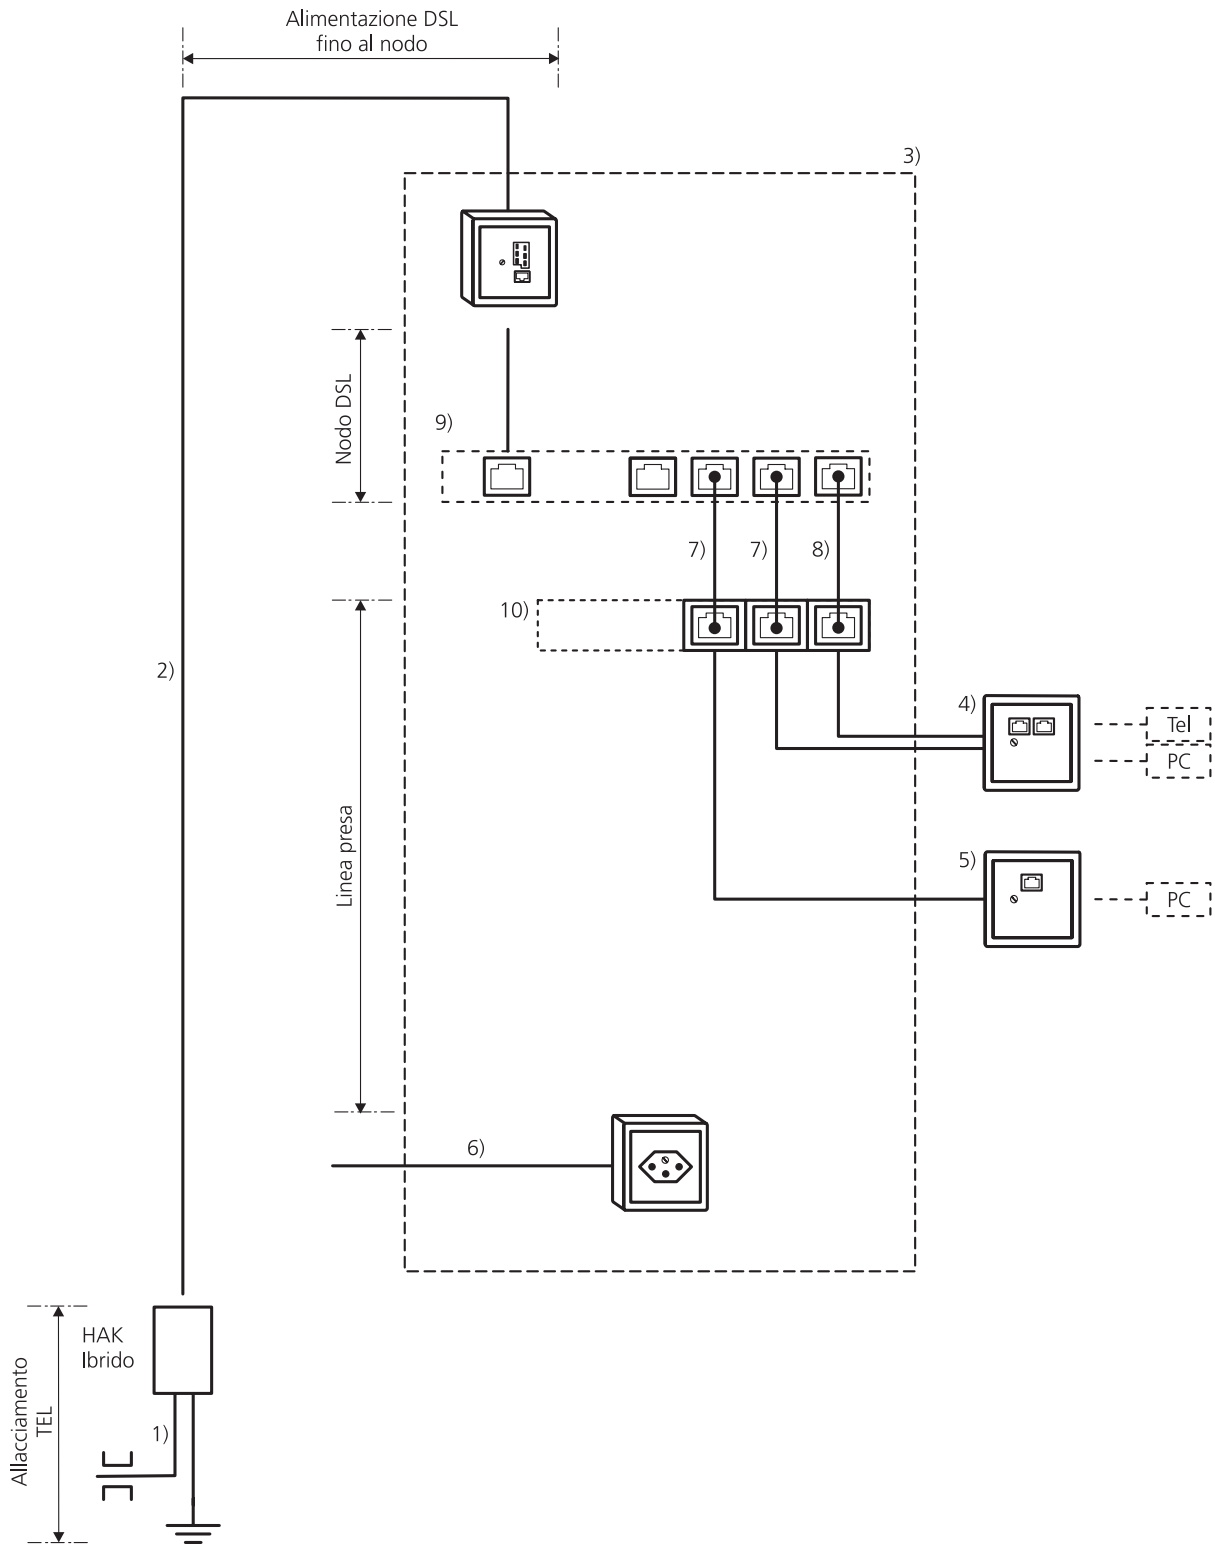 Alimentazione DSL
fino al nodo
3)
Nodo DSL
9)
7)
7)
8)
10)
2)
4)
Tel
PC
Linea presa
5)
PC
6)
HAK
Ibrido
Allacciamento
TEL
1)